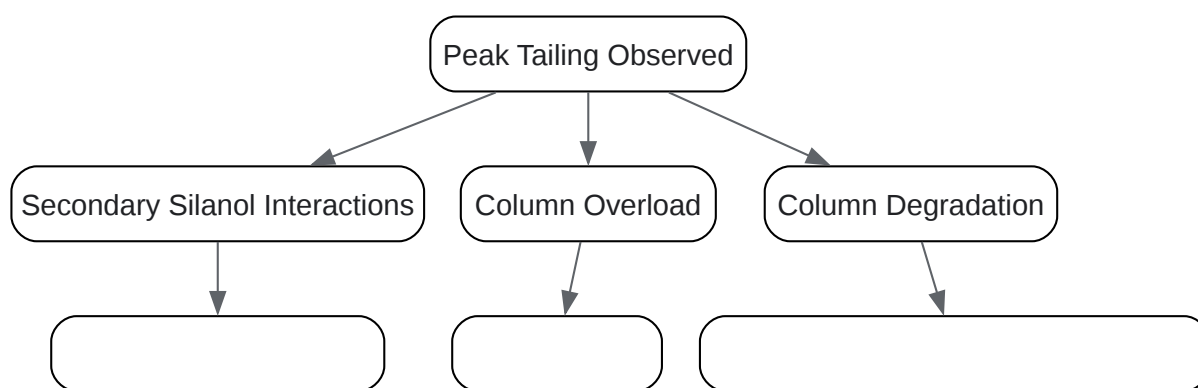 Peak Tailing Observed
Secondary Silanol Interactions
Column Overload
Column Degradation